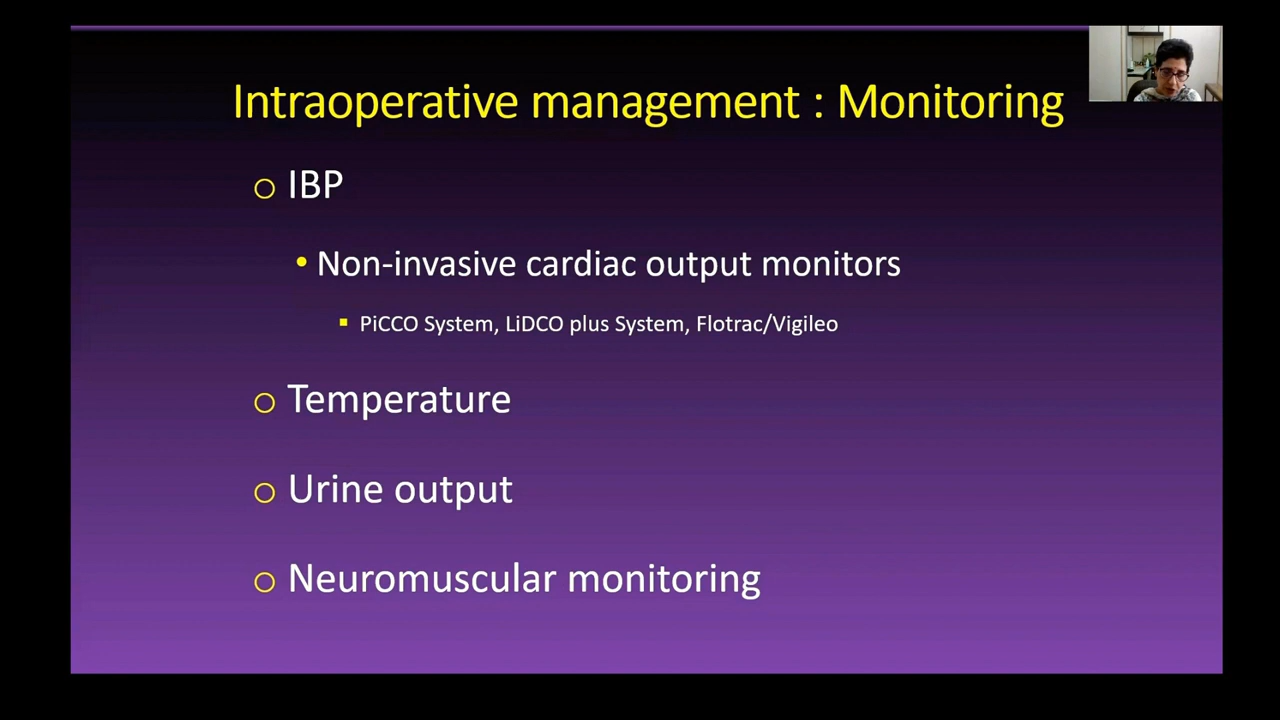 Intraoperative management : Monitoring
IBP
Non-invasive cardiac output monitors
PiCCO System, LiDCO plus System, Flotrac/Vigileo
Temperature
Urine output
Neuromuscular monitoring